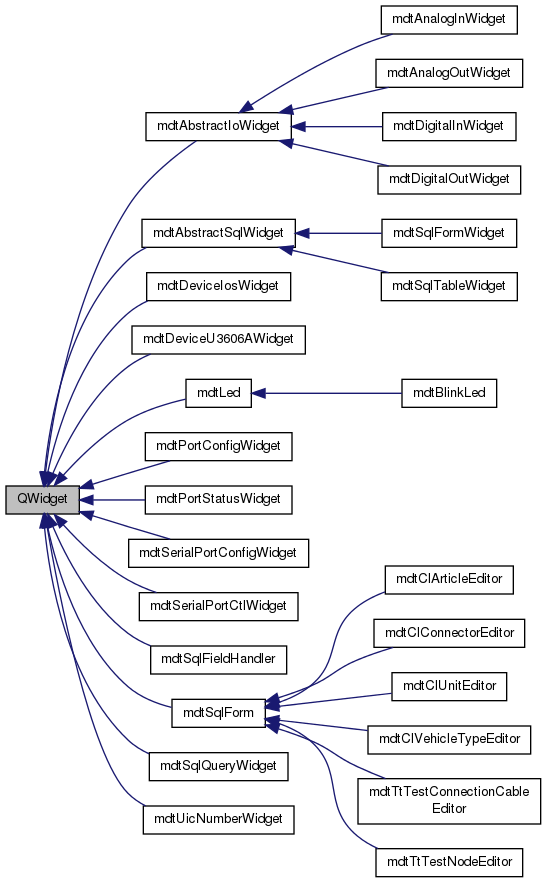 mdtAnalogInWidget
mdtAnalogOutWidget
mdtAbstractIoWidget
mdtDigitalInWidget
mdtDigitalOutWidget
mdtAbstractSqlWidget
mdtSqlFormWidget
mdtDeviceIosWidget
mdtSqlTableWidget
mdtDeviceU3606AWidget
mdtLed
mdtBlinkLed
mdtPortConfigWidget
QWidget
mdtPortStatusWidget
mdtSerialPortConfigWidget
mdtClArticleEditor
mdtSerialPortCtlWidget
mdtClConnectorEditor
mdtSqlFieldHandler
mdtClUnitEditor
mdtSqlForm
mdtClVehicleTypeEditor
mdtSqlQueryWidget
mdtTtTestConnectionCable
Editor
mdtUicNumberWidget
mdtTtTestNodeEditor